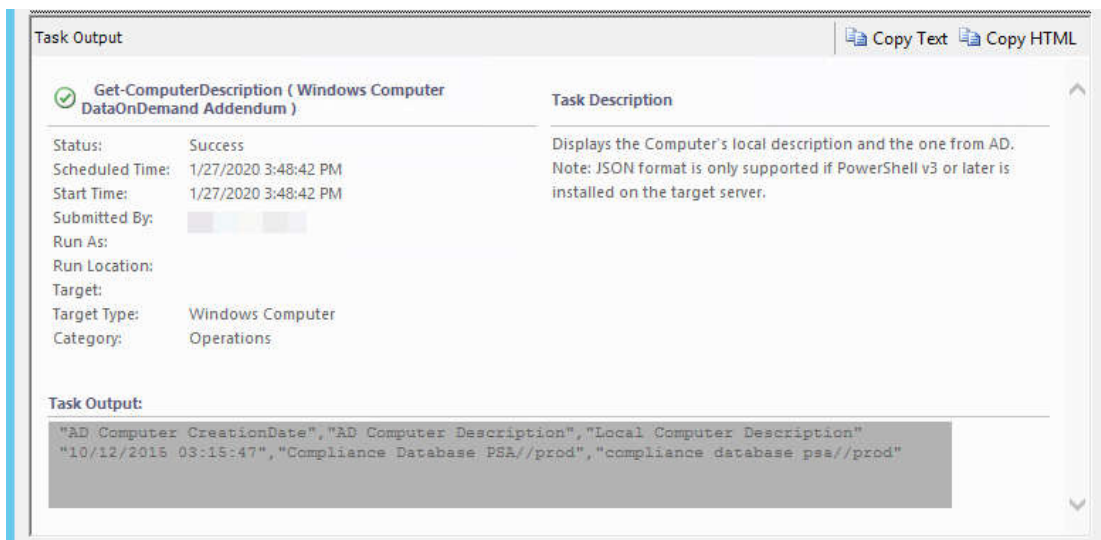 Task Output
Copy Text Copy HTML
Get-ComputerDescription ( Windows Computer
DataOnDemand Addendum )
Status: Success
Scheduled Time: 1/27/2020 3:48:42 PM
Start Time: 1/27/2020 3:48:42 PM
Submitted By:
Run As:
Run Location:
Target:
Target Type: Windows Computer
Category: Operations
Task Description
Displays the Computer's local description and the one from AD.
Note: JSON format is only supported if PowerShell v3 or later is
installed on the target server.
Task Output:
"AD Computer CreationDate","AD Computer Description","Local Computer Description"
"10/12/2015 03:15:47","Compliance Database PSA//prod","compliance database psa//prod"